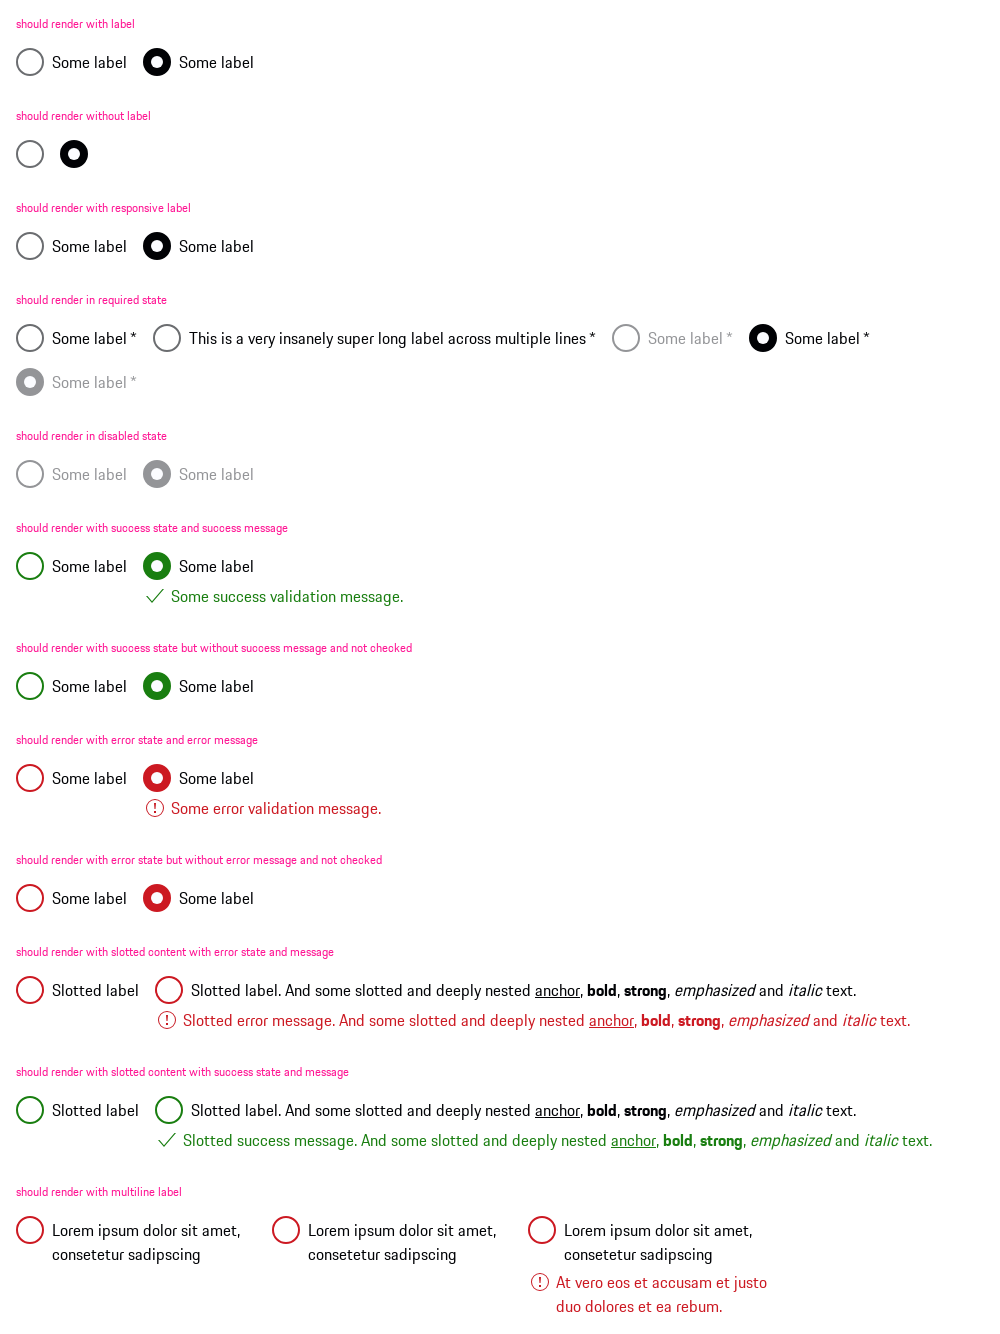 should render with label
Some label Some label
should render without label
should render with responsive label
Some label Some label
should render in required state
Some label * This is a very insanely super long label across multiple lines * Some label * Some label *
Some label *
should render in disabled state
Some label Some label
should render with success state and success message
Some label Some label
Some success validation message.
should render with success state but without success message and not checked
Some label Some label
should render with error state and error message
Some label Some label
Some error validation message.
should render with error state but without error message and not checked
Some label Some label
should render with slotted content with error state and message
Slotted label Slotted label. And some slotted and deeply nested anchor, bold, strong, emphasized and italic text.
Slotted error message. And some slotted and deeply nested anchor, bold, strong, emphasized and italic text.
should render with slotted content with success state and message
Slotted label Slotted label. And some slotted and deeply nested anchor, bold, strong, emphasized and italic text.
Slotted success message. And some slotted and deeply nested anchor, bold, strong, emphasized and italic text.
should render with multiline label
Lorem ipsum dolor sit amet, Lorem ipsum dolor sit amet, Lorem ipsum dolor sit amet,
consetetur sadipscing consetetur sadipscing consetetur sadipscing
At vero eos et accusam et justo
duo dolores et ea rebum.